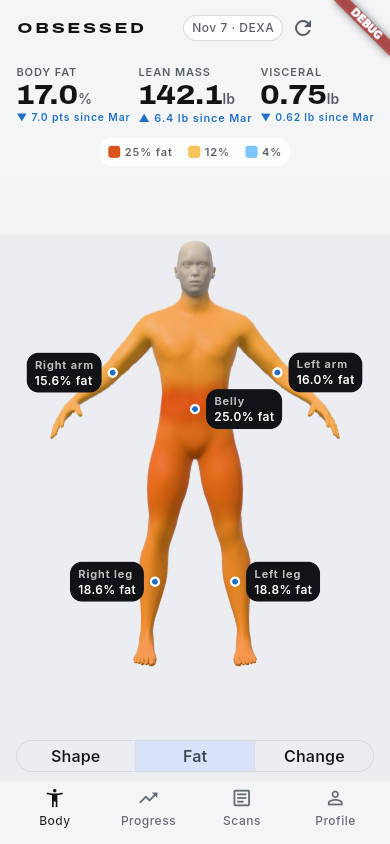 OBSESSED
Nov 7 · DEXA
DEBUG
BODY FAT
17.0%
▼ 7.0 pts since Mar
LEAN MASS
142.1lb
▲ 6.4 lb since Mar
VISCERAL
0.75lb
▼ 0.62 lb since Mar
25% fat
12%
4%
Right arm
15.6% fat
Left arm
16.0% fat
Belly
25.0% fat
Right leg
18.6% fat
Left leg
18.8% fat
Shape
Fat
Change
Body
Progress
Scans
Profile